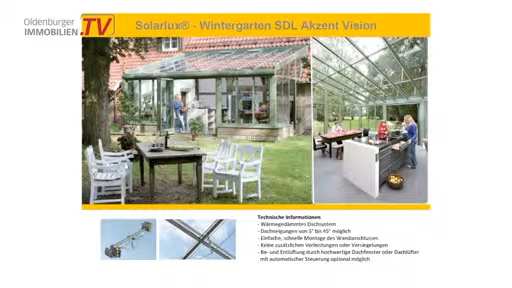 Oldenburger
IMMOBILIEN.TV
Solarlux® - Wintergarten SDL Akzent Vision
Technische Informationen
- Wärmegedämmtes Dachsystem
- Dachneigungen von 5° bis 45° möglich
- Einfache, schnelle Montage des Wandanschlusses
- Keine zusätzlichen Verleistungen oder Versiegelungen
- Be- und Entlüftung durch hochwertige Dachfenster oder Dachlüfter
mit automatischer Steuerung optional möglich